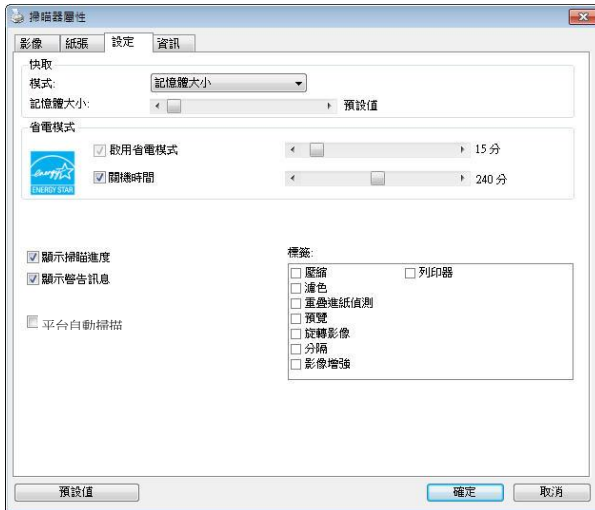 掃瞄器屬性
影像 紙張 設定 資訊
快取
模式: 記憶體大小
記憶體大小: 預設值
省電模式
啟用省電模式 15 分
關機時間 240 分
ENERGY STAR
顯示掃瞄進度
顯示警告訊息
平台自動掃描
標籤:
壓縮 列印器
濾色
重疊進紙偵測
預覽
旋轉影像
分隔
影像增強
預設值 確定 取消